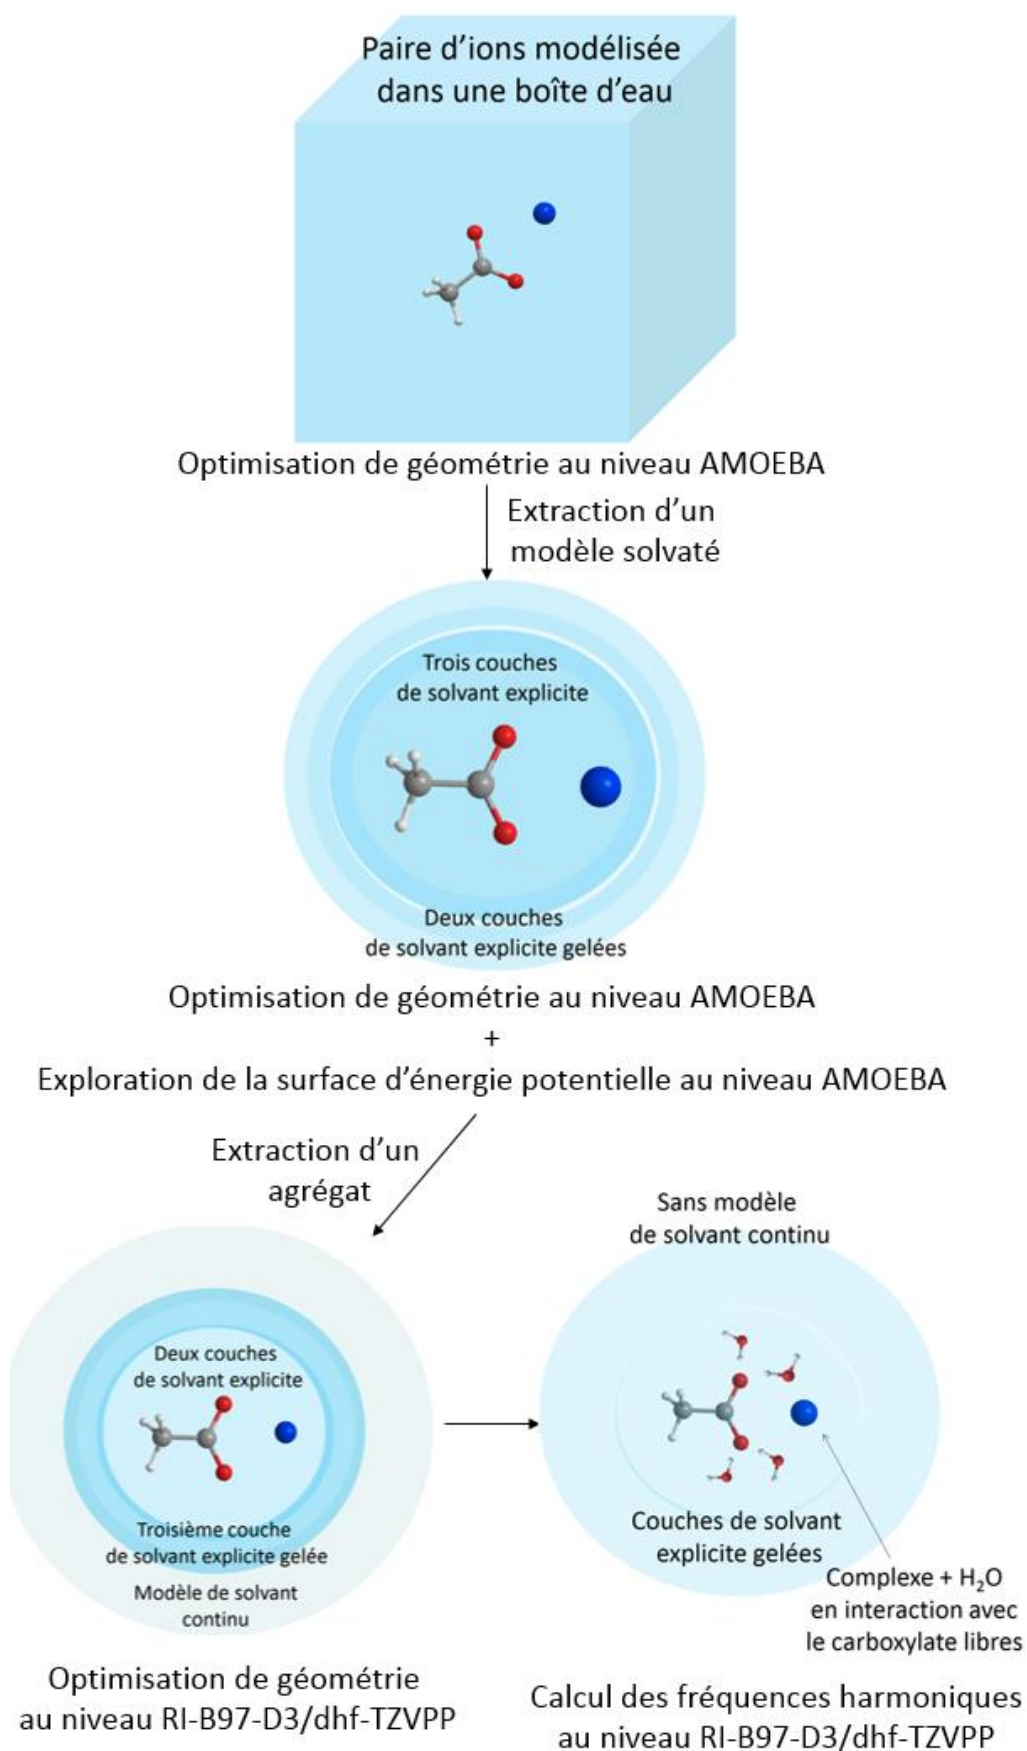 Paire d'ions modélisée
dans une boîte d'eau
Optimisation de géométrie au niveau AMOEBA
Extraction d'un
modèle solvaté
Trois couches
de solvant explicite
Deux couches
de solvant explicite gelées
Optimisation de géométrie au niveau AMOEBA
+
Exploration de la surface d'énergie potentielle au niveau AMOEBA
Extraction d'un
agrégat
Deux couches
de solvant explicite
Troisième couche
de solvant explicite gelée
Modèle de solvant
continu
Optimisation de géométrie
au niveau RI-B97-D3/dhf-TZVPP
Sans modèle
de solvant continu
Couches de solvant
explicite gelées
Complexe + H₂O
en interaction avec
le carboxylate libres
Calcul des fréquences harmoniques
au niveau RI-B97-D3/dhf-TZVPP